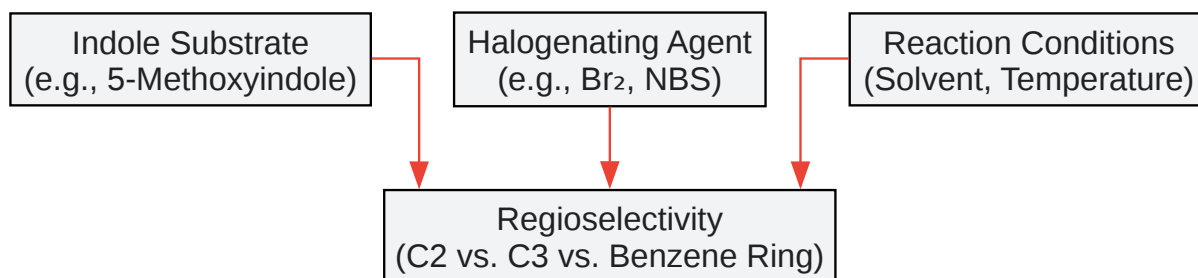 Indole Substrate
(e.g., 5-Methoxyindole)
Halogenating Agent
(e.g., Br₂, NBS)
Reaction Conditions
(Solvent, Temperature)
Regioselectivity
(C2 vs. C3 vs. Benzene Ring)